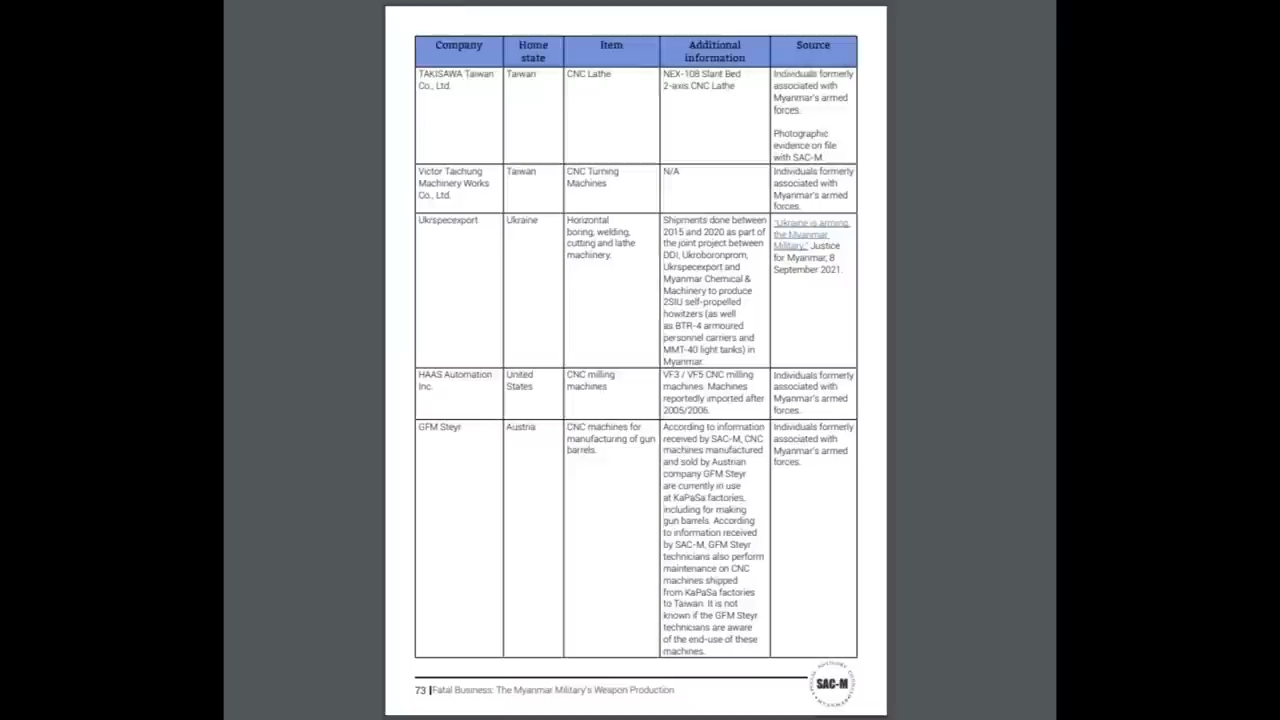 Company Home state Item Additional information Source
TAKISAWA Taiwan
Co., Ltd.
Taiwan
CNC Lathe
NEX-108 Slant Bed
2-axis CNC Lathe
Individuals formerly
associated with
Myanmar's armed
forces.
Photographic
evidence on file
with SAC-M.
Victor Taichung
Machinery Works
Co., Ltd.
Taiwan
CNC Turning
Machines
N/A
Individuals formerly
associated with
Myanmar's armed
forces.
Ukrspecexport
Ukraine
Horizontal
boring, welding,
cutting and lathe
machinery.
Shipments done between
2015 and 2020 as part of
the joint project between
DDI, Ukroboronprom,
Ukrspecexport and
Myanmar Chemical &
Machinery to produce
2SIU self-propelled
howitzers (as well
as BTR-4 armoured
personnel carriers and
MMT-40 light tanks) in
Myanmar.
"Ukraine is arming
the Myanmar
Military," Justice
for Myanmar, 8
September 2021.
HAAS Automation
Inc.
United
States
CNC milling
machines
VF3 / VF5 CNC milling
machines. Machines
reportedly imported after
2005/2006.
Individuals formerly
associated with
Myanmar's armed
forces.
GFM Steyr
Austria
CNC machines for
manufacturing of gun
barrels.
According to information
received by SAC-M, CNC
machines manufactured
and sold by Austrian
company GFM Steyr
are currently in use
at KaPaSa factories,
including for making
gun barrels. According
to information received
by SAC-M, GFM Steyr
technicians also perform
maintenance on CNC
machines shipped
from KaPaSa factories
to Taiwan. It is not
known if the GFM Steyr
technicians are aware
of the end-use of these
machines.
Individuals formerly
associated with
Myanmar's armed
forces.
73 Fatal Business: The Myanmar Military's Weapon Production
SAC-M